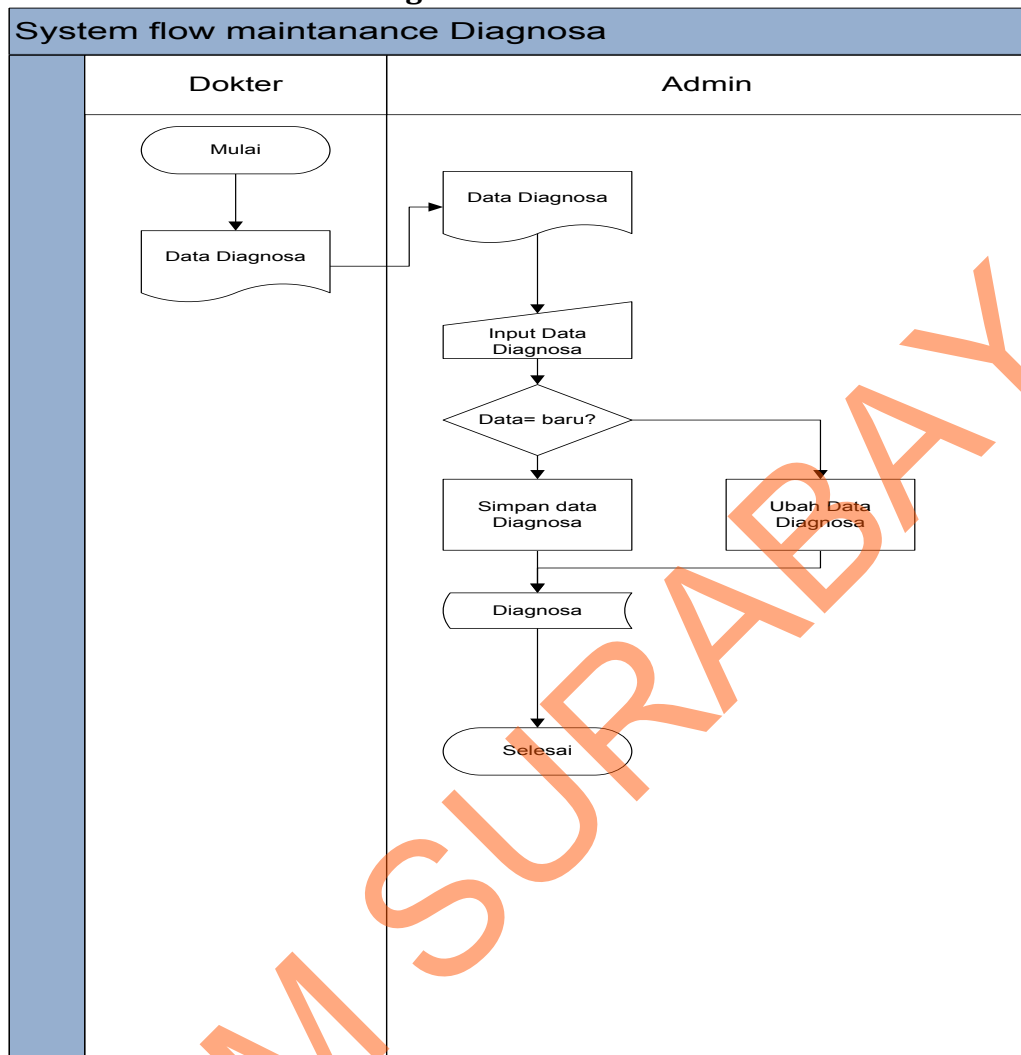 System flow maintanance Diagnosa
Dokter
Admin
Mulai
Data Diagnosa
Data Diagnosa
Input Data
Diagnosa
Data= baru?
Simpan data
Diagnosa
Ubah Data
Diagnosa
Diagnosa
Selesai
M SURABAY